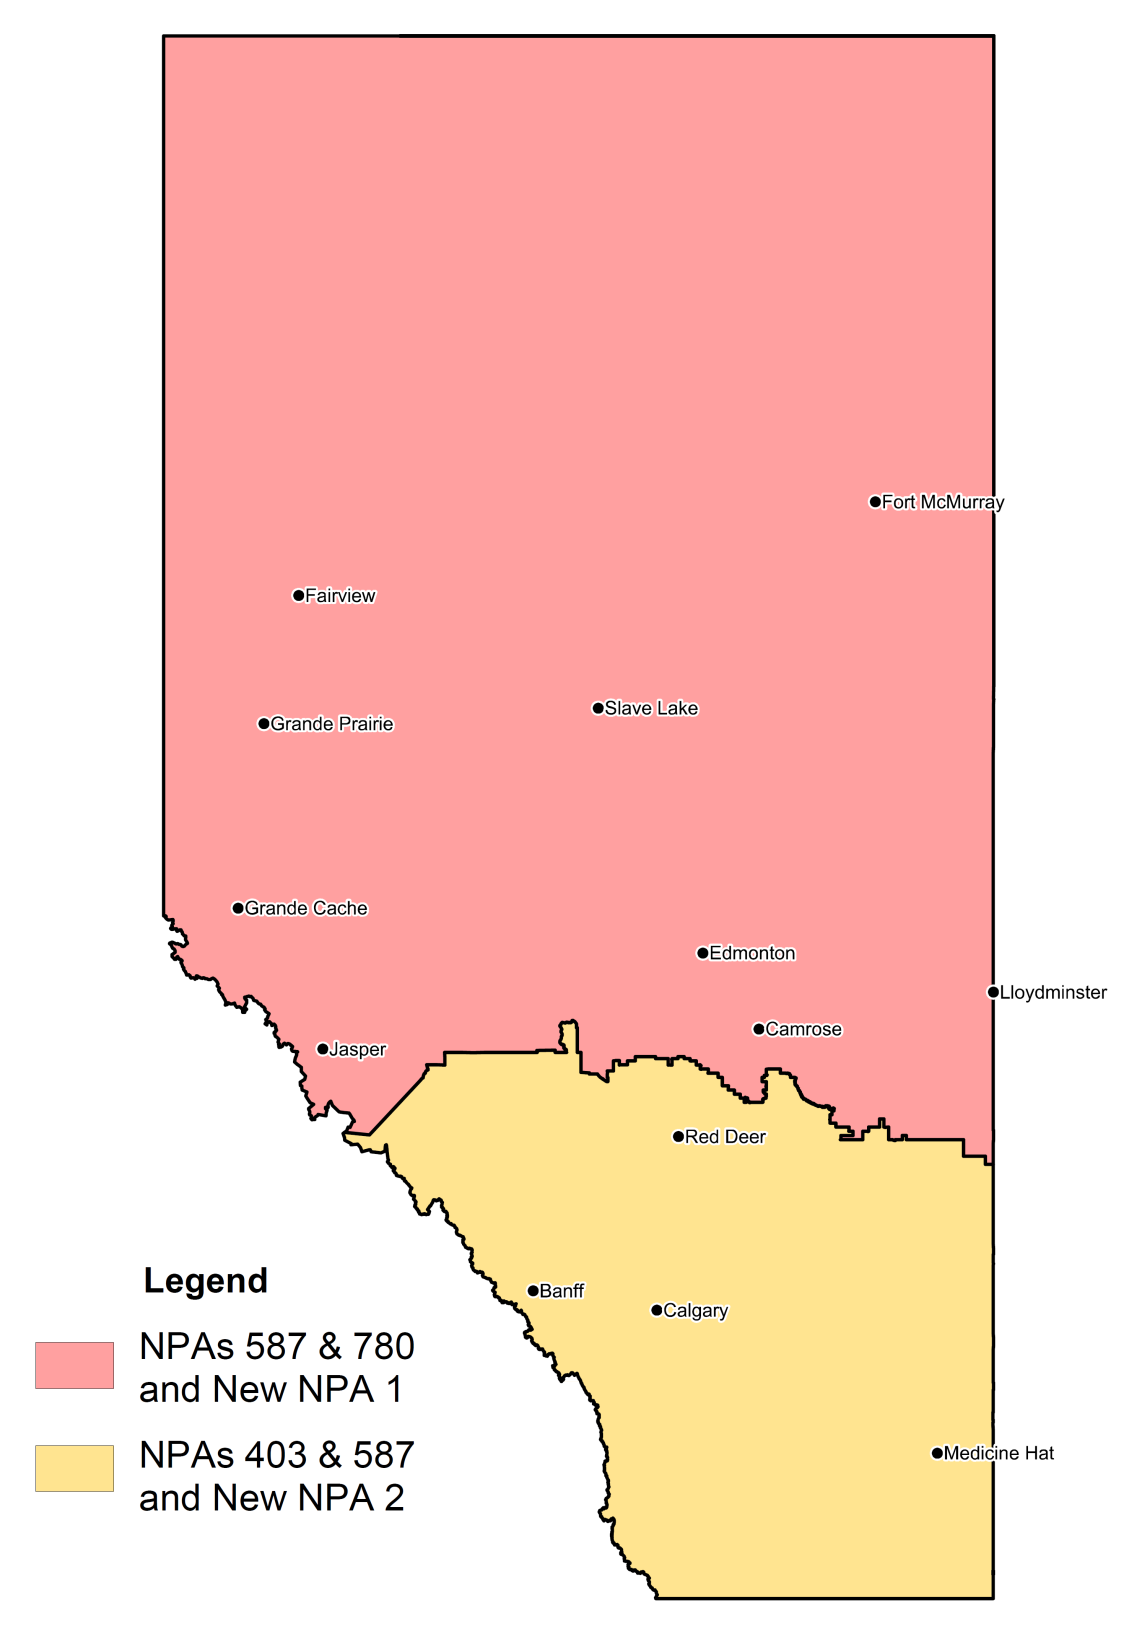 Fort McMurray
Fairview
Slave Lake
Grande Prairie
Grande Cache
Edmonton
Lloydminster
Camrose
Jasper
Red Deer
Banff
Calgary
Medicine Hat
Legend
NPAs 587 & 780
and New NPA 1
NPAs 403 & 587
and New NPA 2